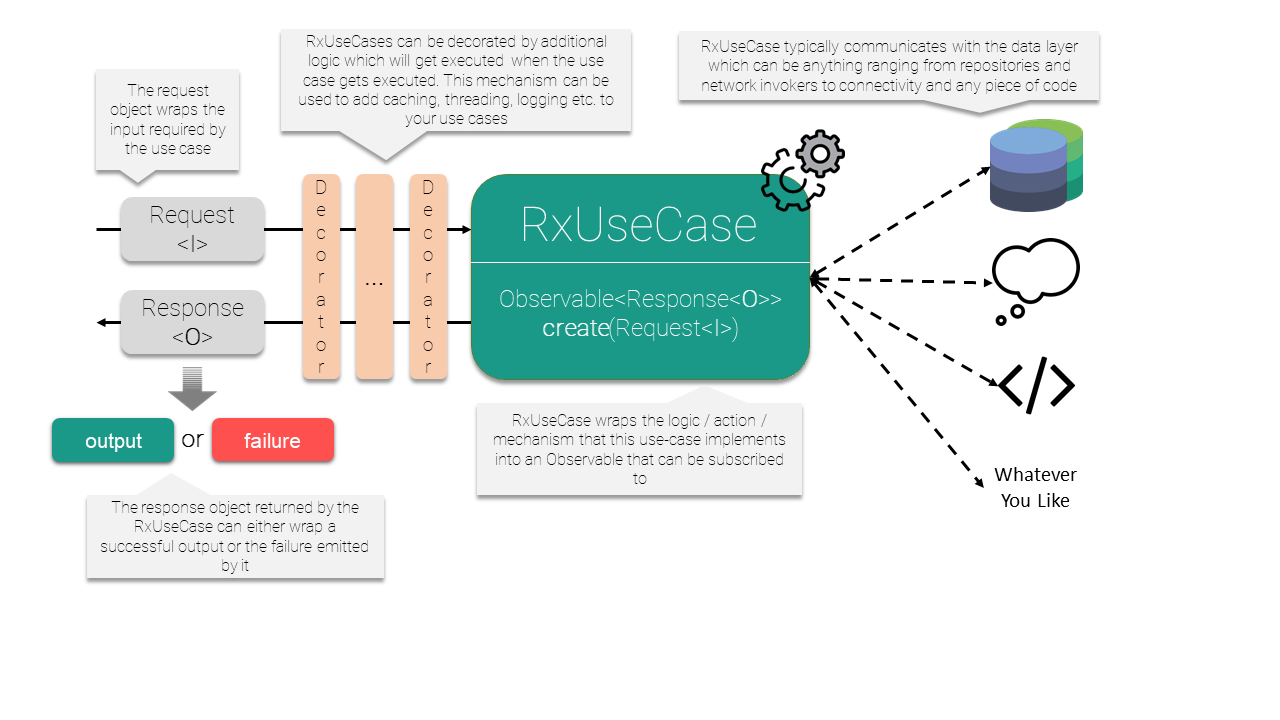 RxUseCases can be decorated by additional
logic which will get executed when the use
case gets executed. This mechanism can be
used to add caching, threading, logging etc. to
your use cases
RxUseCase typically communicates with the data layer
which can be anything ranging from repositories and
network invokers to connectivity and any piece of code
The request
object wraps the
input required by
the use case
Request
<I>
Response
<O>
Decorator
...
Decorator
RxUseCase
Observable<Response<O>>
create(Request<I>)
output or failure
RxUseCase wraps the logic / action /
mechanism that this use-case implements
into an Observable that can be subscribed
to
</>
Whatever
You Like
The response object returned by the
RxUseCase can either wrap a
successful output or the failure emitted
by it